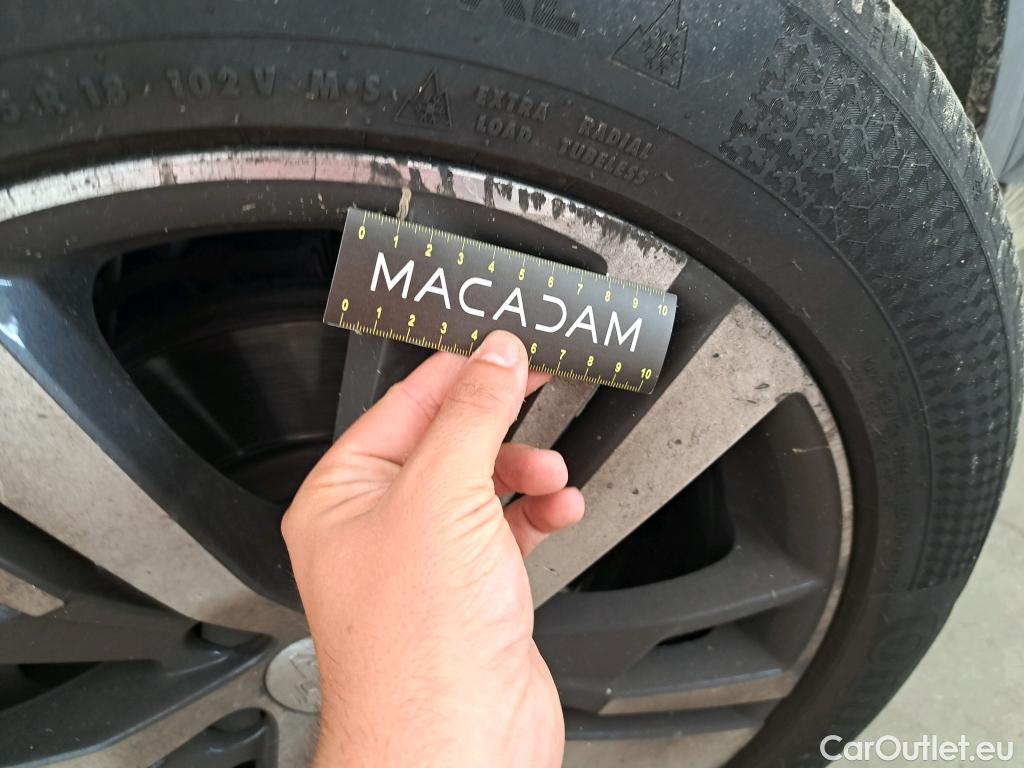 R 18 102 V M•S
EXTRA
LOAD
RADIAL
TUBELESS
0 1 2 3 4 5 6 7 8 9 10
MACADAM
0 1 2 3 4 6 7 8 9 10
CarOutlet.eu